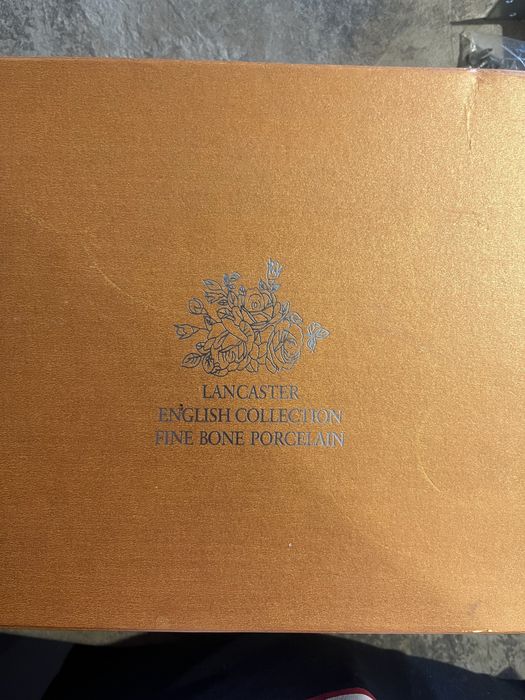 LANCASTER
ENGLISH COLLECTION
FINE BONE PORCELAIN